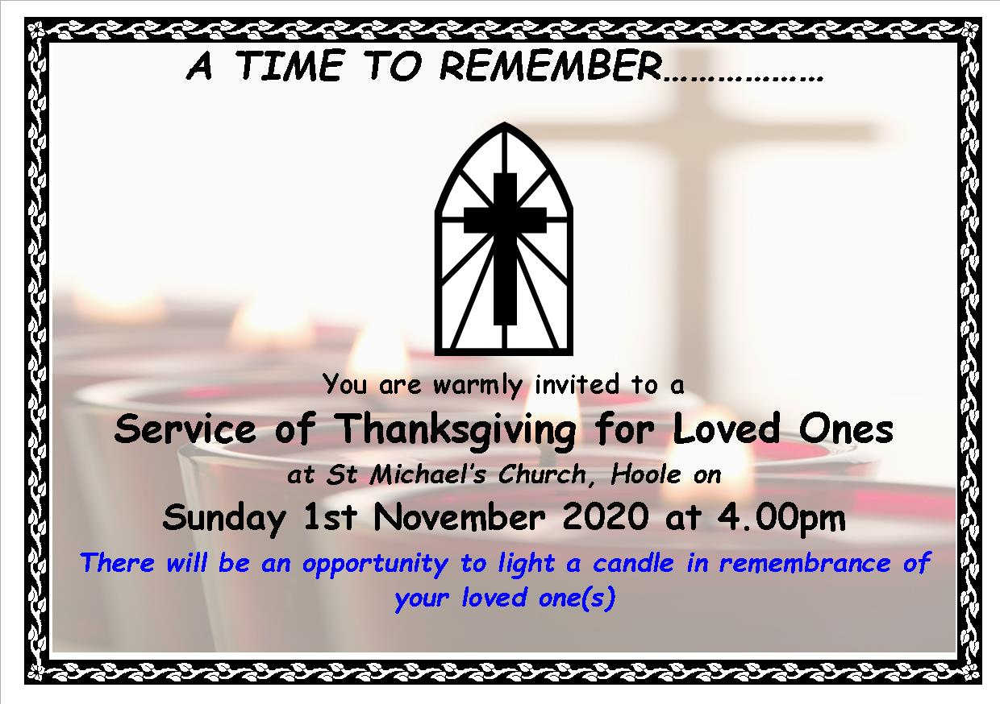 A TIME TO REMEMBER………………
You are warmly invited to a
Service of Thanksgiving for Loved Ones
at St Michael's Church, Hoole on
Sunday 1st November 2020 at 4.00pm
There will be an opportunity to light a candle in remembrance of
your loved one(s)